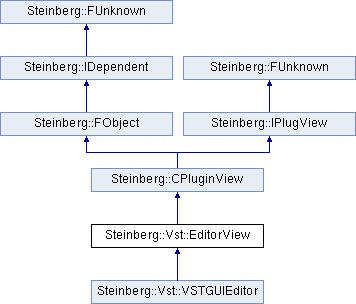 Steinberg::FUnknown
Steinberg::IDependent
Steinberg::FUnknown
Steinberg::FObject
Steinberg::IPlugView
Steinberg::CPluginView
Steinberg::Vst::EditorView
Steinberg::Vst::VSTGUIEditor